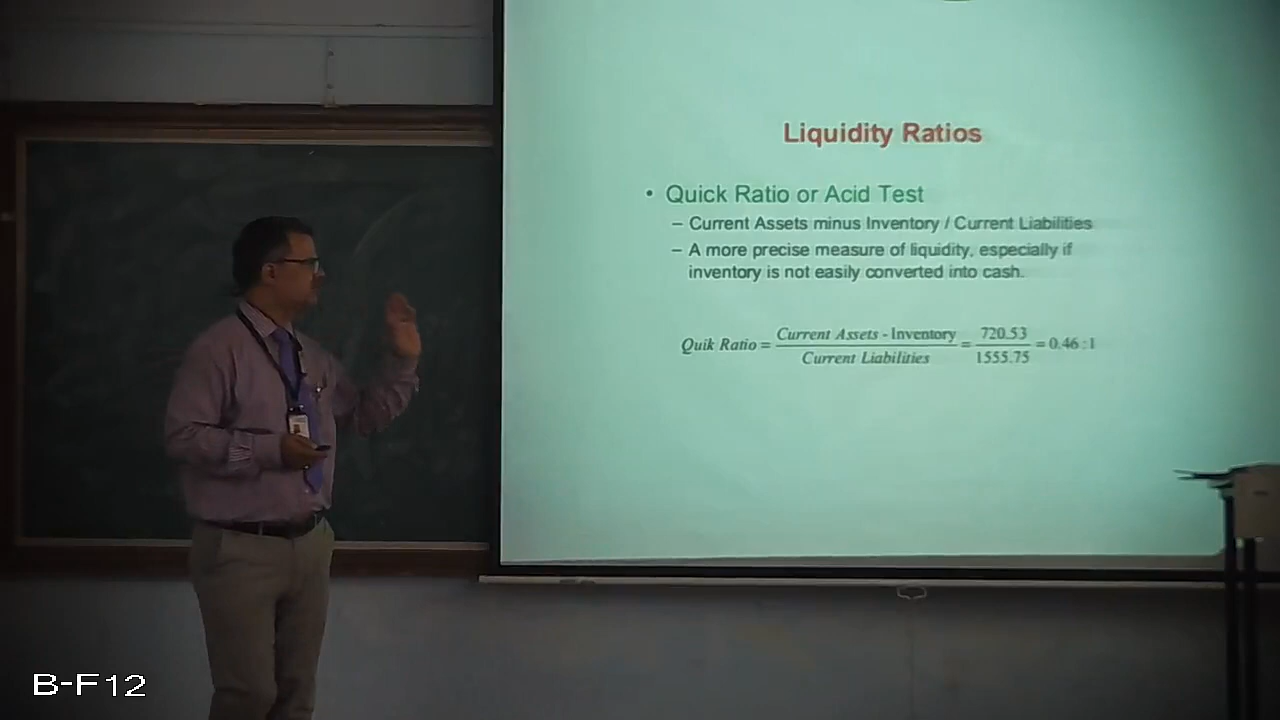 Liquidity Ratios
• Quick Ratio or Acid Test
– Current Assets minus Inventory / Current Liabilities
– A more precise measure of liquidity, especially if
inventory is not easily converted into cash.
Quik Ratio = Current Assets - Inventory / Current Liabilities = 720.53 / 1555.75 = 0.46 : 1
B-F12